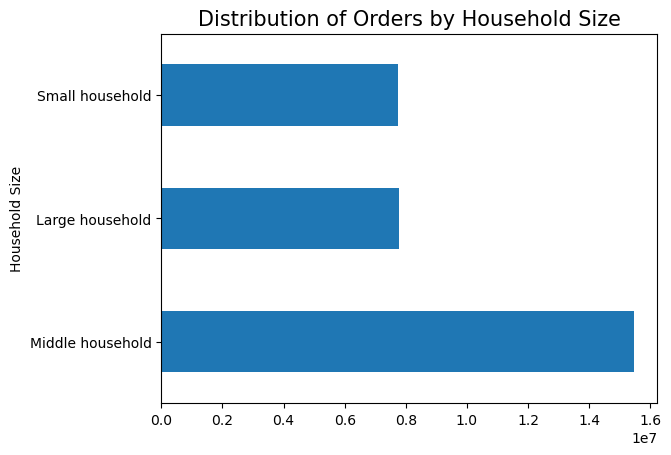 Distribution of Orders by Household Size
Household Size
Small household
Large household
Middle household
0.0 0.2 0.4 0.6 0.8 1.0 1.2 1.4 1.6
1e7